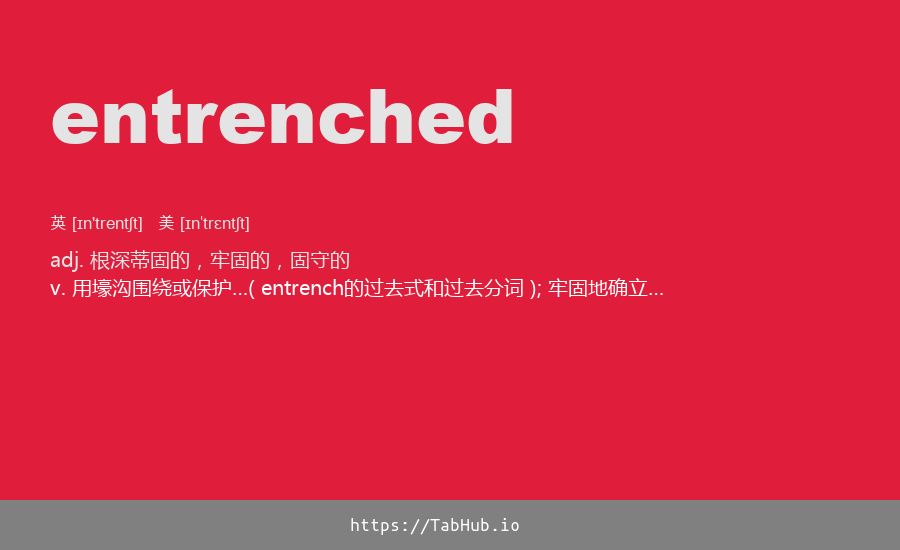 entrenched
英 [ɪn'trentʃt] 美 [ɪnˈtrɛntʃt]
adj. 根深蒂固的，牢固的，固守的
v. 用壕沟围绕或保护…( entrench的过去式和过去分词 ); 牢固地确立…
https://TabHub.io